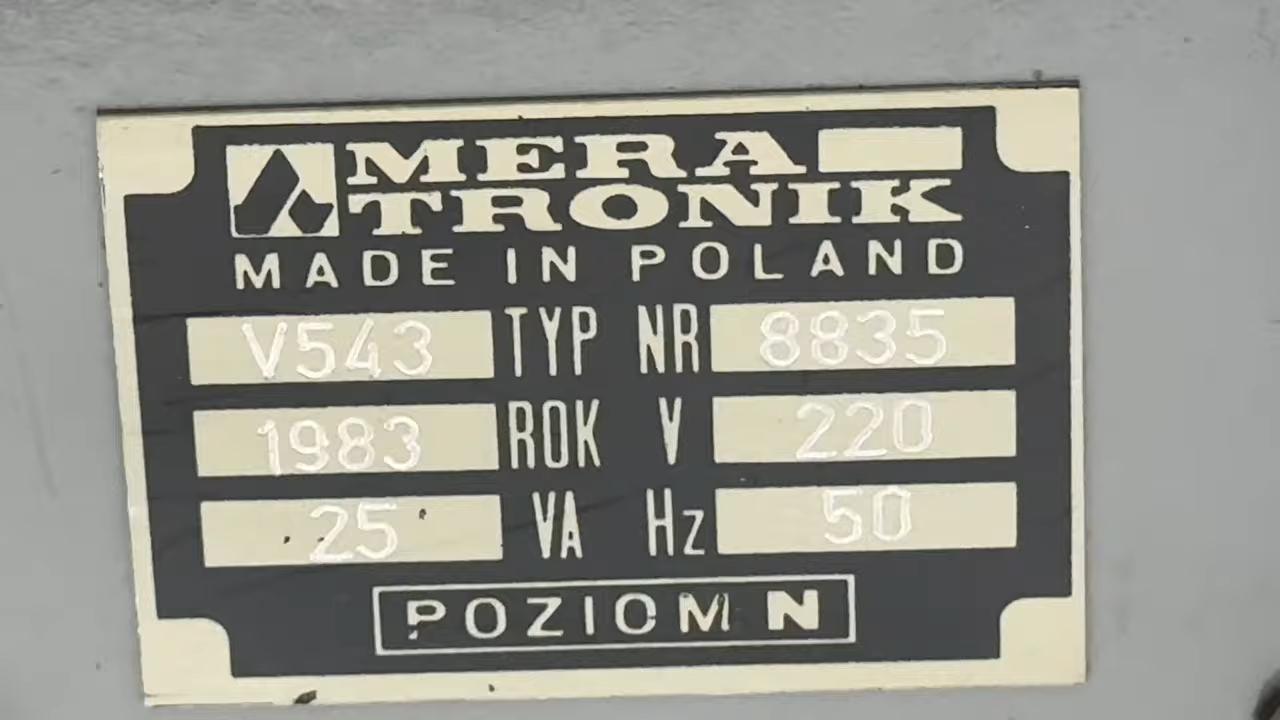 MERA
TRONIK
MADE IN POLAND
V543 TYP NR 8835
1983 ROK V 220
25 VA Hz 50
POZIOM N